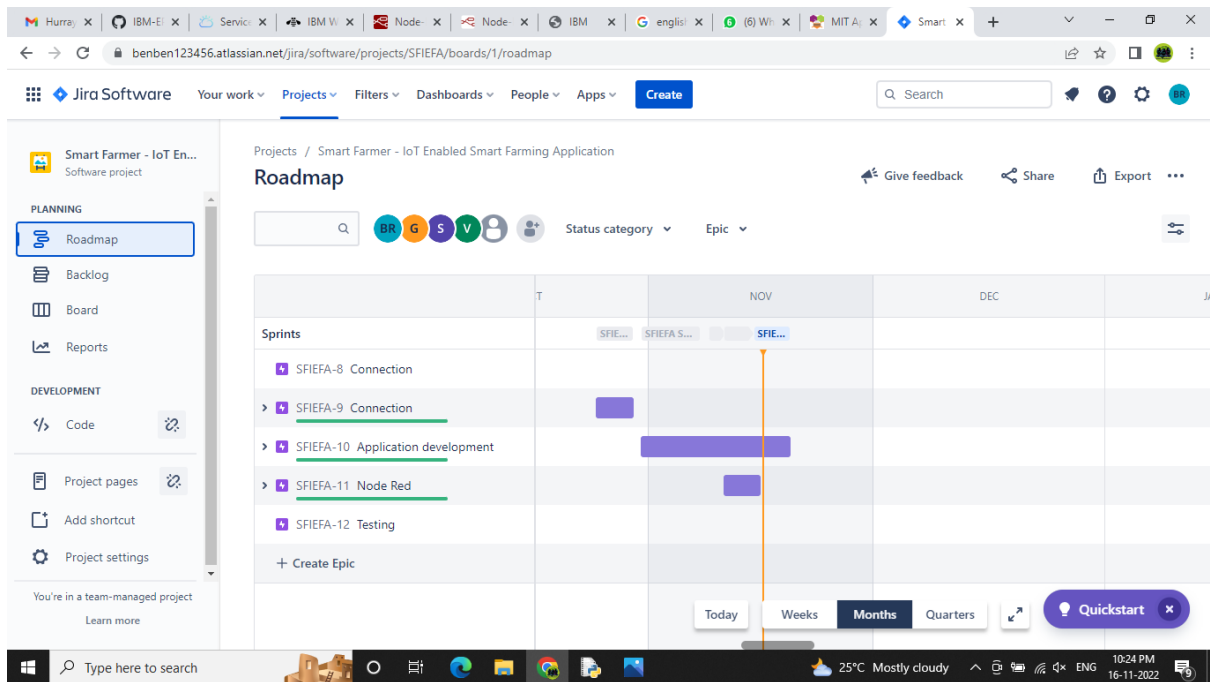 Hurray
IBM-E
Service
IBM W
Node-
Node-
IBM
english
(6) Wh
MIT A
Smart
benben123456.atlassian.net/jira/software/projects/SFIEFA/boards/1/roadmap
Jira Software
Your work
Projects
Filters
Dashboards
People
Apps
Create
Search
BR
Smart Farmer - IoT En...
Software project
PLANNING
Roadmap
Backlog
Board
Reports
DEVELOPMENT
Code
Project pages
Add shortcut
Project settings
You're in a team-managed project
Learn more
Projects / Smart Farmer - IoT Enabled Smart Farming Application
Roadmap
Give feedback
Share
Export
BR G S V
Status category
Epic
T
NOV
DEC
JA
Sprints
SFIE...
SFIEFA S...
SFIE...
SFIEFA-8 Connection
SFIEFA-9 Connection
SFIEFA-10 Application development
SFIEFA-11 Node Red
SFIEFA-12 Testing
+ Create Epic
Today
Weeks
Months
Quarters
Quickstart
Type here to search
25°C Mostly cloudy
ENG
10:24 PM
16-11-2022
9